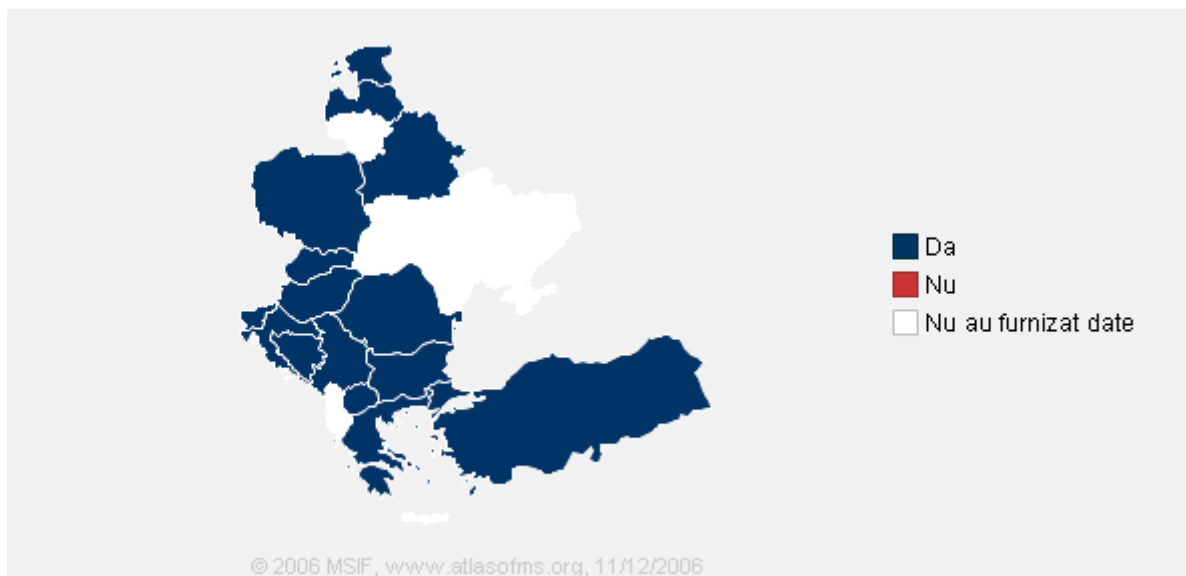 Da
Nu
Nu au furnizat date
© 2006 MSIF, www.atlasofms.org, 11/12/2006